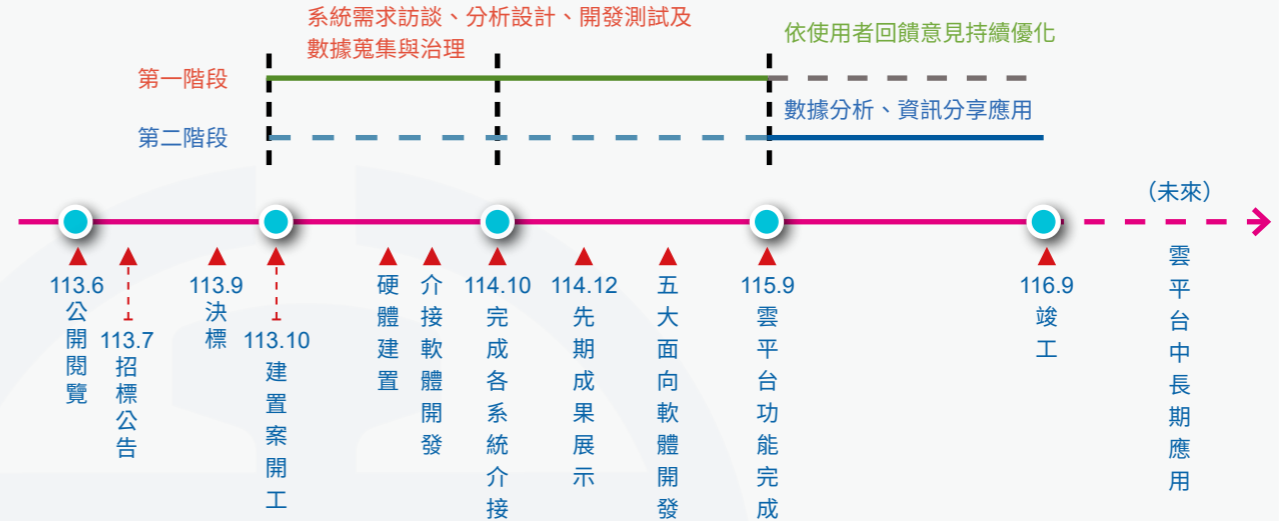 系統需求訪談、分析設計、開發測試及
數據蒐集與治理
依使用者回饋意見持續優化
第一階段
數據分析、資訊分享應用
第二階段
（未來）
113.6
公開閱覽
113.7
招標公告
113.9
決標
113.10
建置案開工
硬體建置
介接軟體開發
114.10
完成各系統介接
114.12
先期成果展示
五大面向軟體開發
115.9
雲平台功能完成
116.9
竣工
雲平台中長期應用